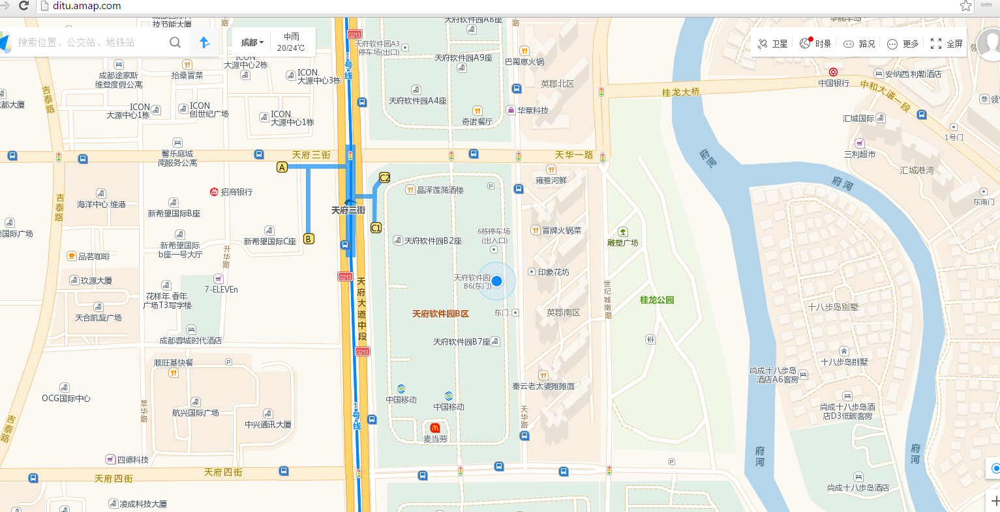 ditu.amap.com
技节能大厦
搜索位置、公交站、地铁站
成都
中雨
20/24℃
卫星
时景
路况
更多
全屏
天府软件园A8座
路
天府软件园A3
停车场(出口)
G213
1号线
天府软件园A9座
巴蜀崽火锅
英郡北区
ICON.
大源中心2栋
成都途家斯
维登度假公寓
拾桑冒菜
ICON.
大源中心3栋
中国银行
安纳西.利勒酒店
桂龙大桥
中和大道一段
吉泰路
都大厦
天府软件园A4座
华章科技
奇诺餐厅
ICON.
大源中心1栋
ICON
创世纪广场
ICON.
大源中心1栋
汇城国际
1号门
三利超市
馨乐庭城
南服务公寓
天府三街
天华一路
府河
汇城港湾
A
C2
雍雅河鲜
府河
招商银行
晶泽莲漪酒楼
P
东南门
海洋中心 维港
新希望国际B座
天府三街
吉泰路
国际广场
新希望国际
b座一号大厅
新希望国际C座
B
C1
6栋停车场
(出入口)
冒牌火锅菜
天府软件园B2座
雕塑广场
品茗咖啡
升华路
印象花坊
G213
天府软件园
B6(东门)
玖源大厦
7-ELEVEn
花样年.香年
广场T3写字楼
天府大道中段
世纪城南路
桂龙公园
十八步岛别墅
天合凯旋广场
天府软件园B区
东门
英郡南区
成都蓉城时代酒店
天府软件园B7座
G213
顺旺基快餐
P
十八步岛别墅
尚成十八步岛
酒店A6客房
OCG国际中心
萃华路
航兴国际广场
中兴通讯大厦
1号线
中国移动
中国移动
秦云老太婆摊摊面
天华路
尚成十八步岛酒
店D3低碳客房
麦当劳
吉泰路
四德科技
府河
府河
P
天府四街
天府四街
尚成十八步岛酒店
凌成科技大厦